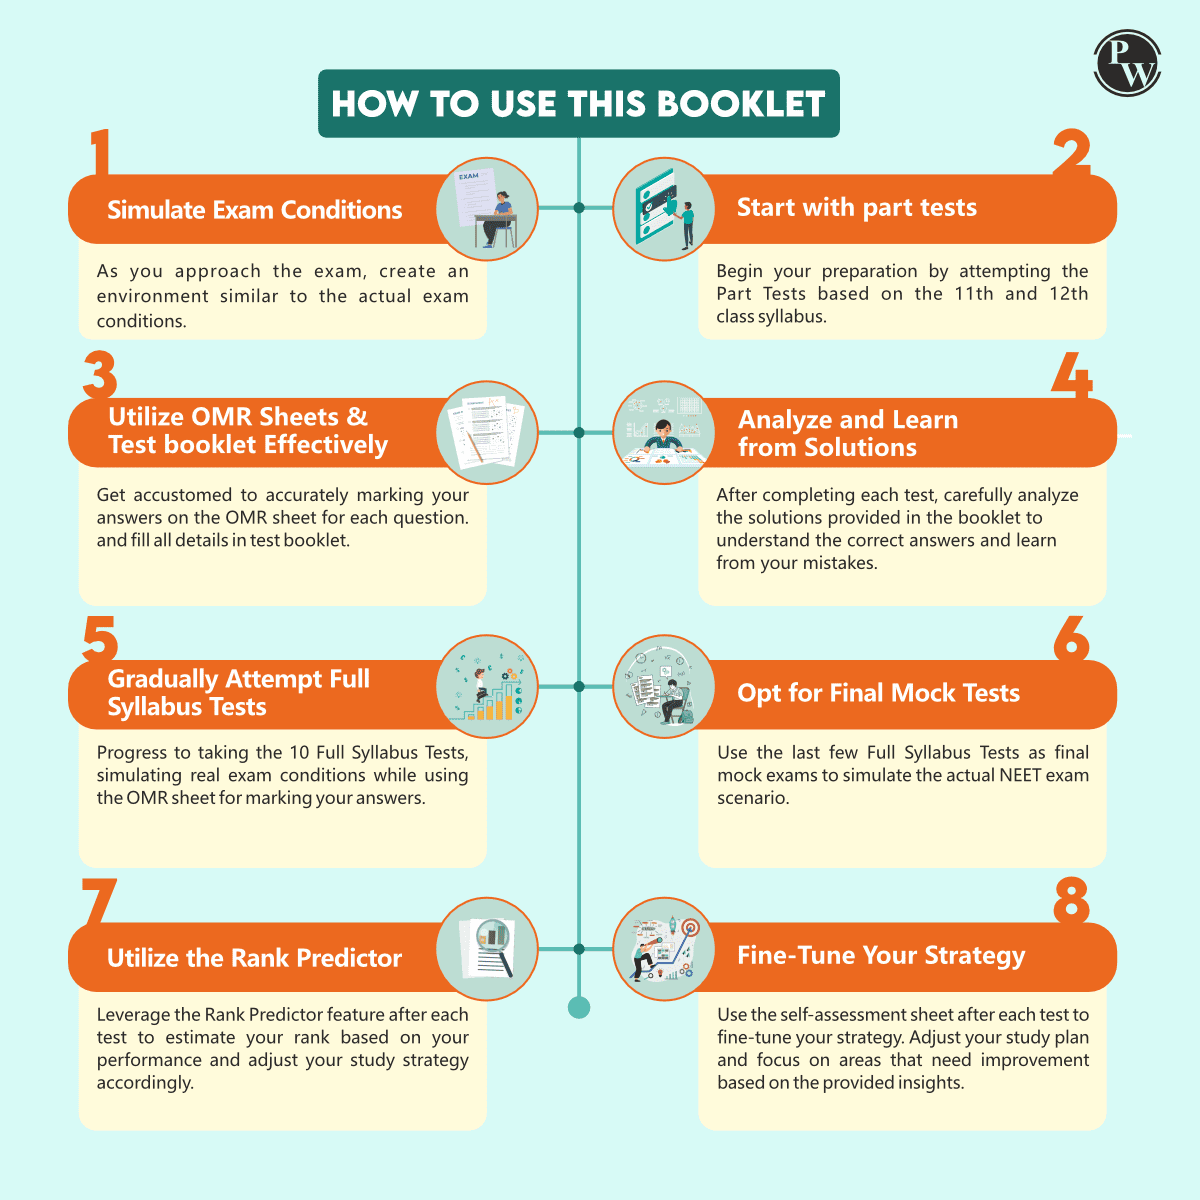 PW
HOW TO USE THIS BOOKLET
1
Simulate Exam Conditions
EXAM
As you approach the exam, create an
environment similar to the actual exam
conditions.
2
Start with part tests
Begin your preparation by attempting the
Part Tests based on the 11th and 12th
class syllabus.
3
Utilize OMR Sheets &
Test booklet Effectively
Get accustomed to accurately marking your
answers on the OMR sheet for each question.
and fill all details in test booklet.
4
Analyze and Learn
from Solutions
After completing each test, carefully analyze
the solutions provided in the booklet to
understand the correct answers and learn
from your mistakes.
5
Gradually Attempt Full
Syllabus Tests
Progress to taking the 10 Full Syllabus Tests,
simulating real exam conditions while using
the OMR sheet for marking your answers.
6
Opt for Final Mock Tests
Use the last few Full Syllabus Tests as final
mock exams to simulate the actual NEET exam
scenario.
7
Utilize the Rank Predictor
Leverage the Rank Predictor feature after each
test to estimate your rank based on your
performance and adjust your study strategy
accordingly.
8
Fine-Tune Your Strategy
Use the self-assessment sheet after each test to
fine-tune your strategy. Adjust your study plan
and focus on areas that need improvement
based on the provided insights.